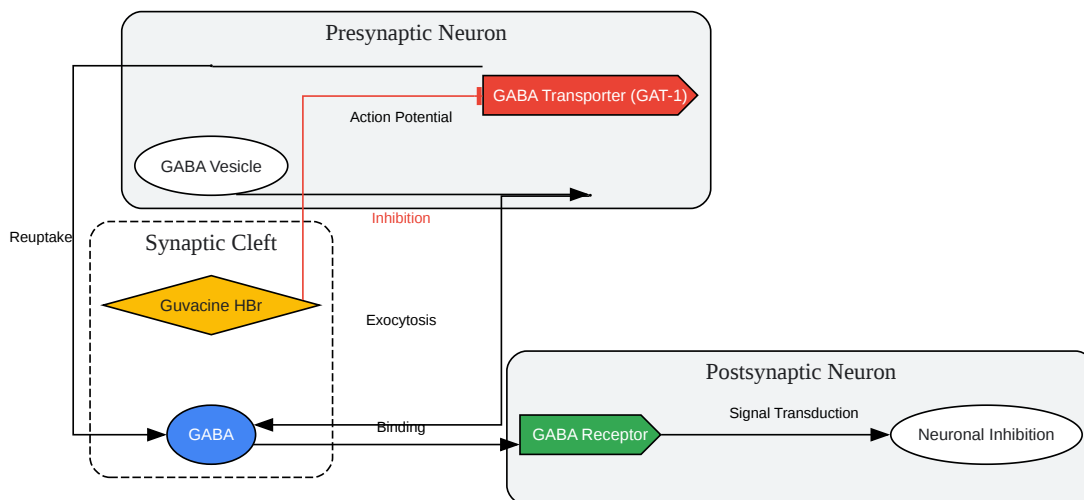 Presynaptic Neuron
GABA Transporter (GAT-1)
Action Potential
GABA Vesicle
Inhibition
Reuptake
Synaptic Cleft
Guvacine HBr
Exocytosis
Postsynaptic Neuron
Signal Transduction
Binding
GABA
GABA Receptor
Neuronal Inhibition